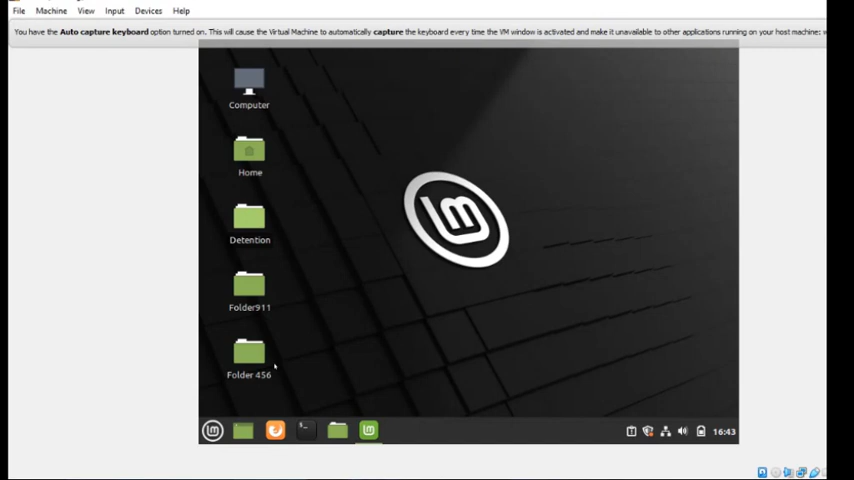 File Machine View Input Devices Help
You have the Auto capture keyboard option turned on. This will cause the Virtual Machine to automatically capture the keyboard every time the VM window is activated and make it unavailable to other applications running on your host machine:
Computer
Home
Detention
Folder911
Folder 456
16:43